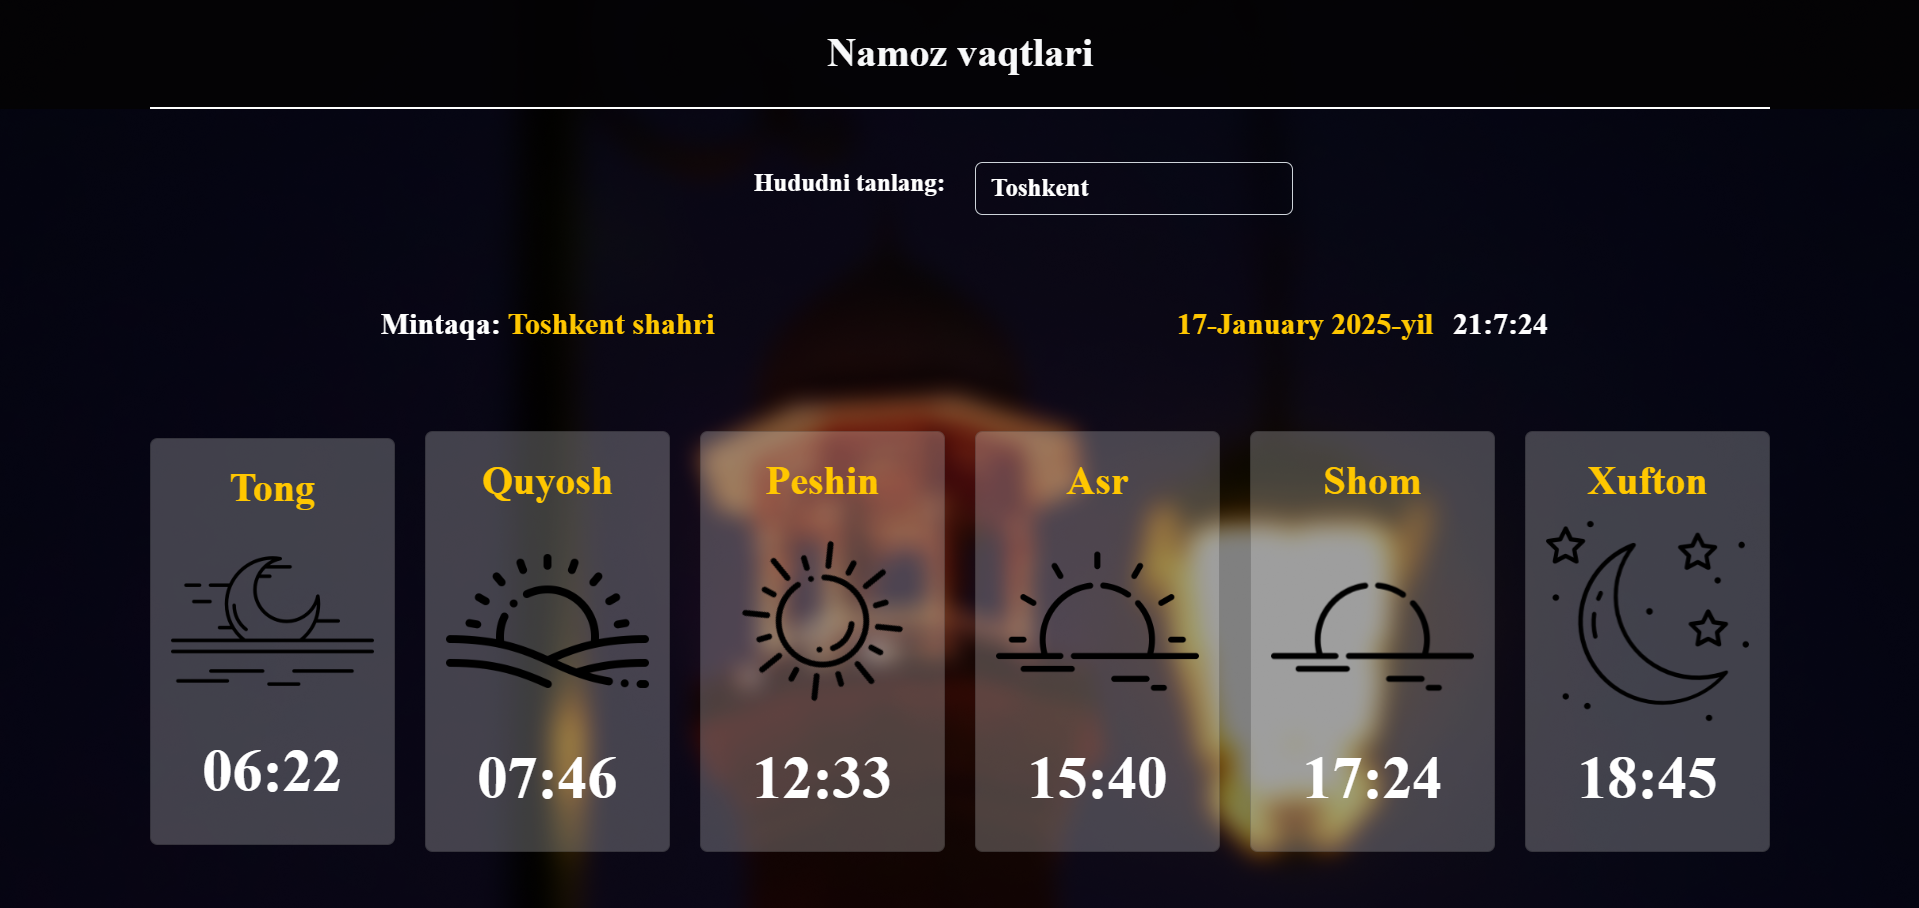 Namoz vaqtlari
Hududni tanlang: Toshkent
Mintaqa: Toshkent shahri 17-January 2025-yil 21:7:24
Tong Quyosh Peshin Asr Shom Xufton
06:22 07:46 12:33 15:40 17:24 18:45